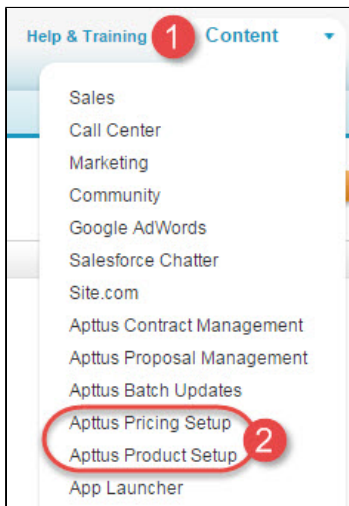 Help & Training 1 Content
Sales
Call Center
Marketing
Community
Google AdWords
Salesforce Chatter
Site.com
Apttus Contract Management
Apttus Proposal Management
Apttus Batch Updates
Apttus Pricing Setup
2
Apttus Product Setup
App Launcher